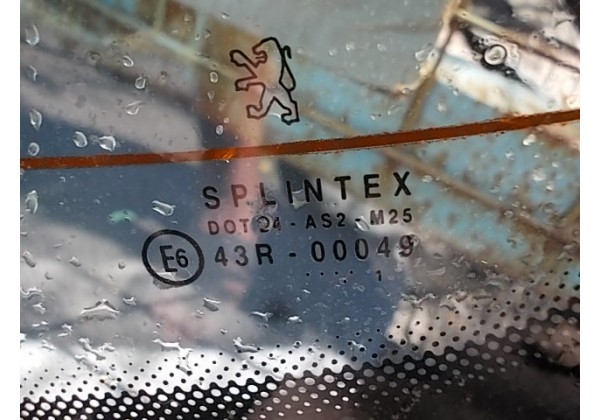 SPLINTEX
DOT 24 - AS2 - M25
E6 43R - 00049
. . . . 1